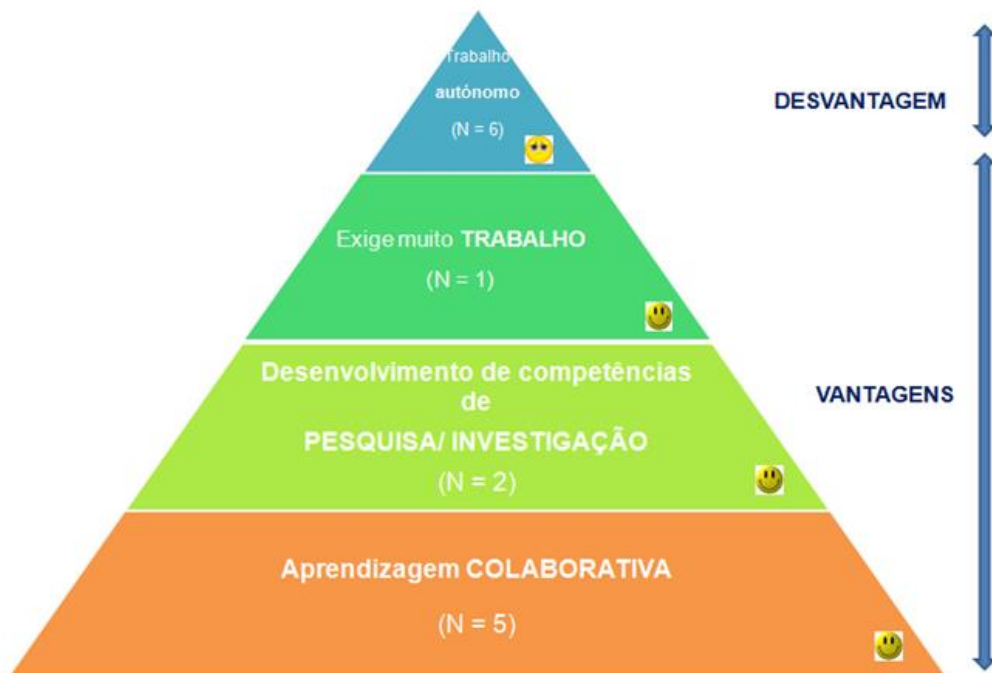 Trabalho
autónomo
(N = 6)
DESVANTAGEM
Exige muito TRABALHO
(N = 1)
Desenvolvimento de competências
de
PESQUISA/ INVESTIGAÇÃO
(N = 2)
VANTAGENS
Aprendizagem COLABORATIVA
(N = 5)